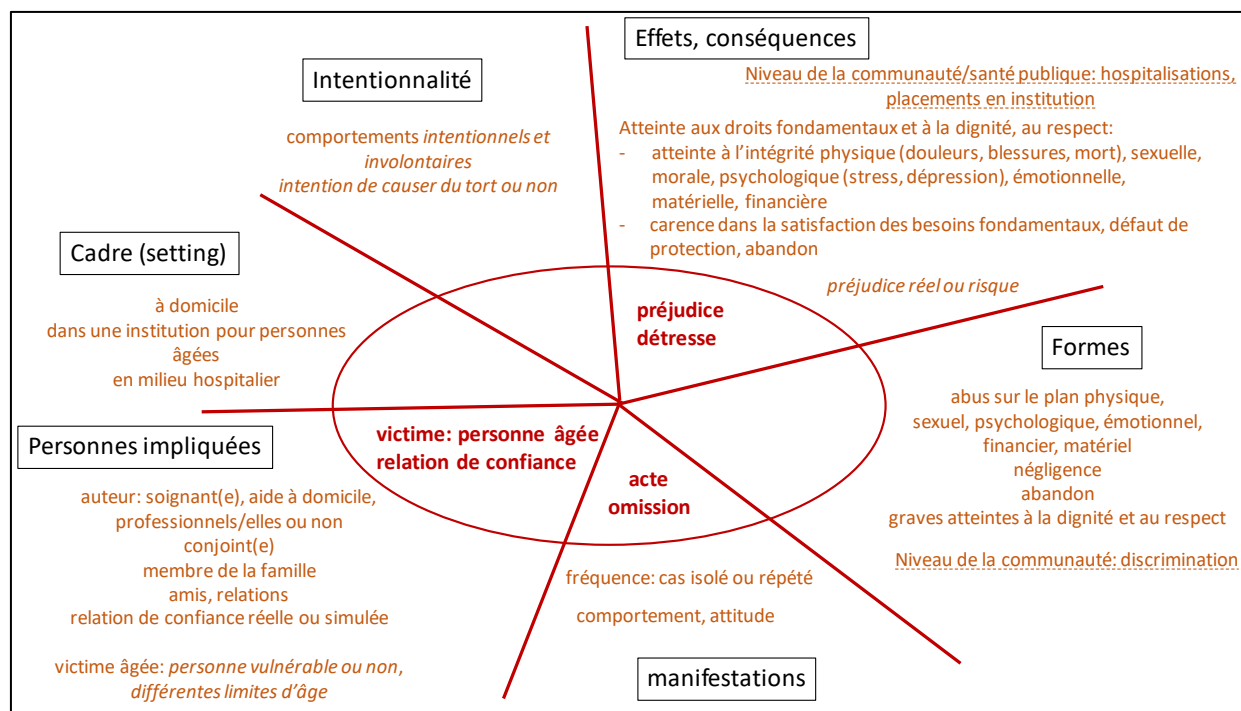 Effets, conséquences
Niveau de la communauté/santé publique: hospitalisations,
placements en institution
Atteinte aux droits fondamentaux et à la dignité, au respect:
- atteinte à l'intégrité physique (douleurs, blessures, mort), sexuelle,
morale, psychologique (stress, dépression), émotionnelle,
matérielle, financière
- carence dans la satisfaction des besoins fondamentaux, défaut de
protection, abandon
préjudice réel ou risque
préjudice
détresse
Intentionnalité
comportements intentionnels et
involontaires
intention de causer du tort ou non
Cadre (setting)
à domicile
dans une institution pour personnes
âgées
en milieu hospitalier
Personnes impliquées
auteur: soignant(e), aide à domicile,
professionnels/elles ou non
conjoint(e)
membre de la famille
amis, relations
relation de confiance réelle ou simulée
victime âgée: personne vulnérable ou non,
différentes limites d'âge
victime: personne âgée
relation de confiance
acte
omission
fréquence: cas isolé ou répété
comportement, attitude
manifestations
Formes
abus sur le plan physique,
sexuel, psychologique, émotionnel,
financier, matériel
négligence
abandon
graves atteintes à la dignité et au respect
Niveau de la communauté: discrimination